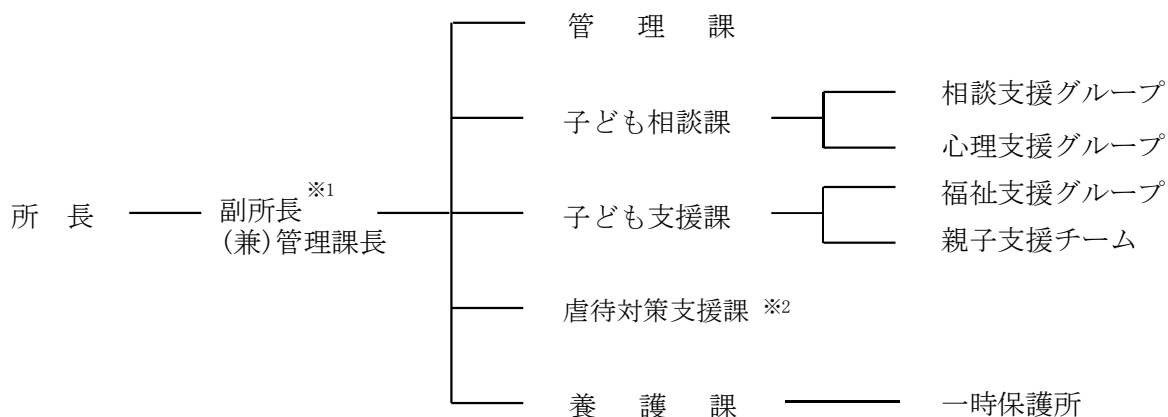 所 長
副所長※1
(兼)管理課長
管 理 課
子ども相談課
相談支援グループ
心理支援グループ
子ども支援課
福祉支援グループ
親子支援チーム
虐待対策支援課 ※2
養 護 課
一時保護所